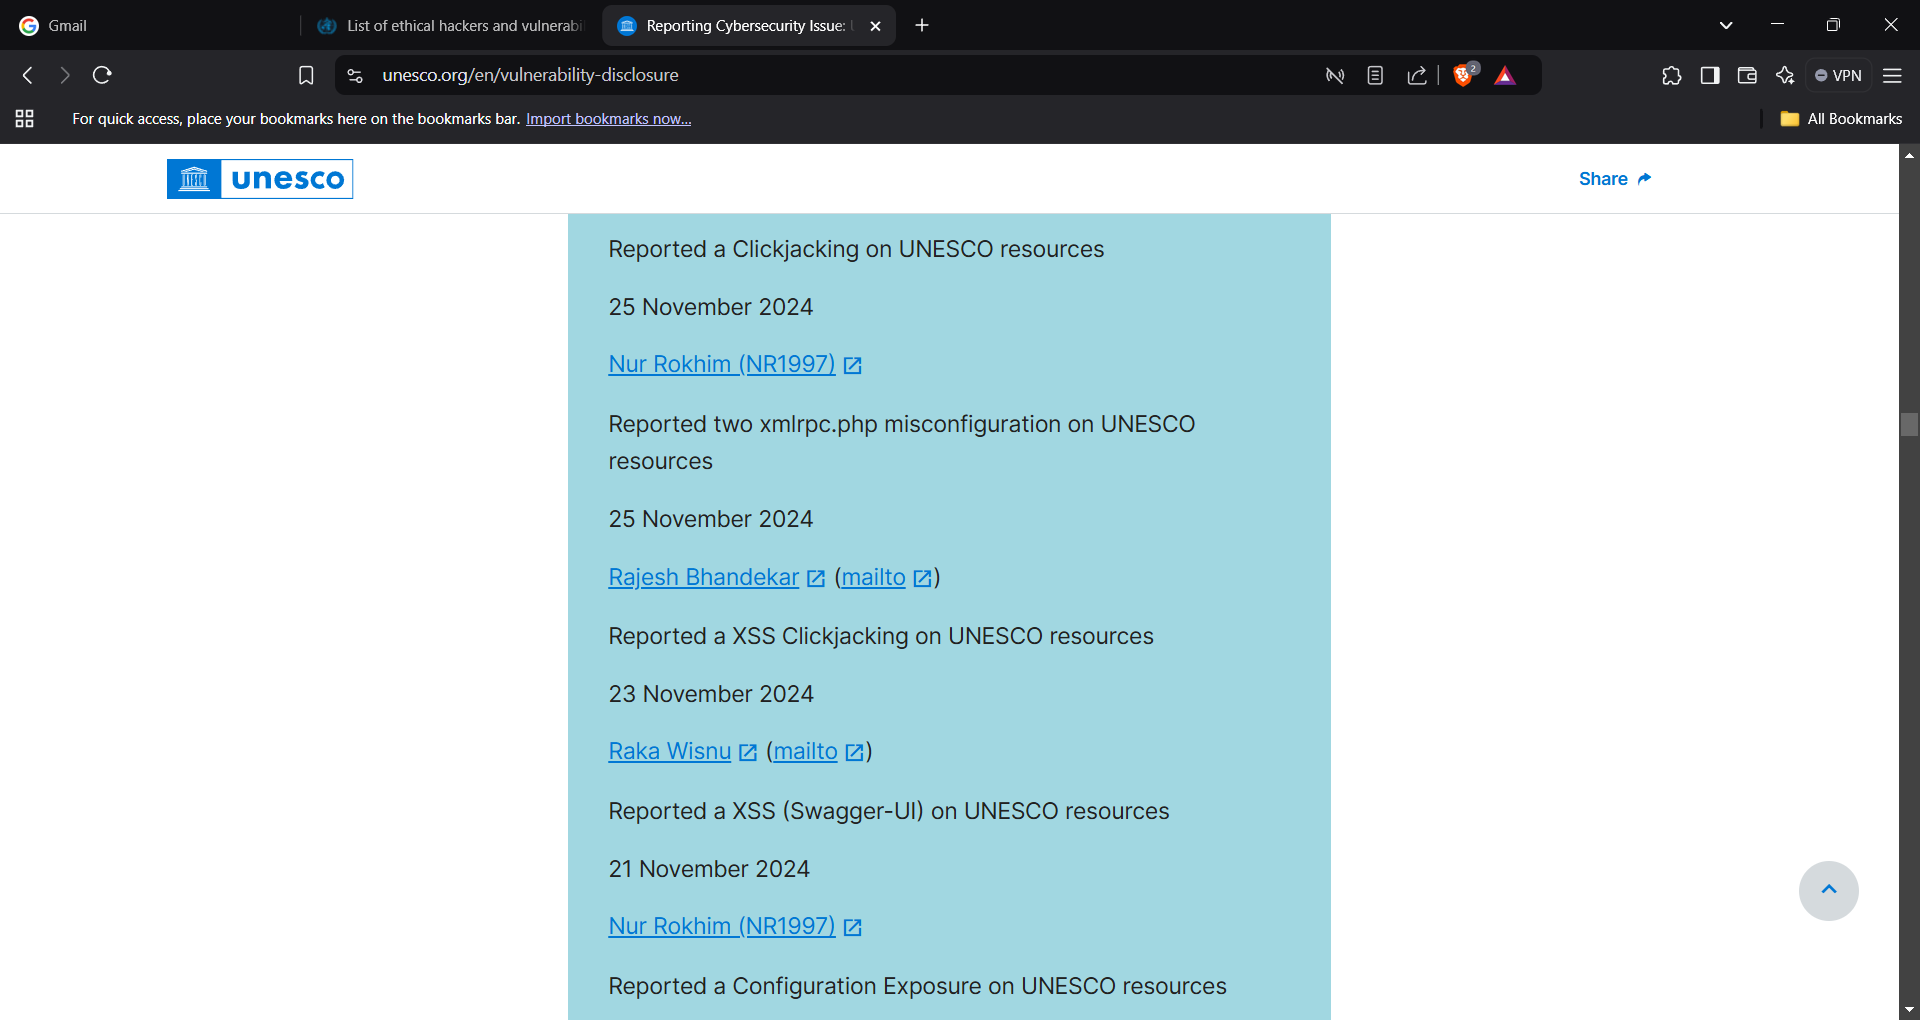 Gmail
List of ethical hackers and vulnerabi
Reporting Cybersecurity Issue:
unesco.org/en/vulnerability-disclosure
2
VPN
For quick access, place your bookmarks here on the bookmarks bar. Import bookmarks now...
All Bookmarks
unesco
Share
Reported a Clickjacking on UNESCO resources
25 November 2024
Nur Rokhim (NR1997)
Reported two xmlrpc.php misconfiguration on UNESCO
resources
25 November 2024
Rajesh Bhandekar (mailto)
Reported a XSS Clickjacking on UNESCO resources
23 November 2024
Raka Wisnu (mailto)
Reported a XSS (Swagger-UI) on UNESCO resources
21 November 2024
Nur Rokhim (NR1997)
Reported a Configuration Exposure on UNESCO resources